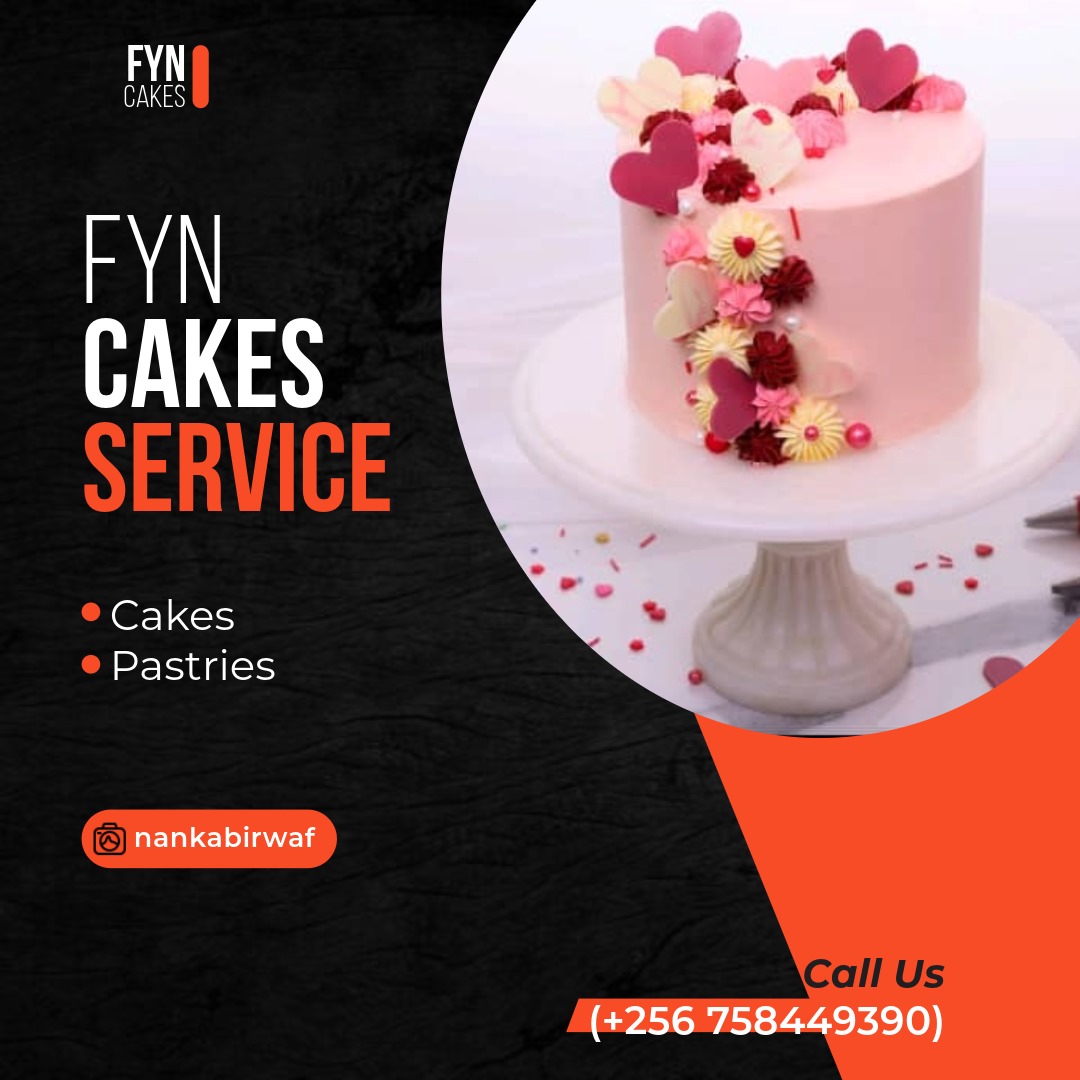 FYN
CAKES
FYN
CAKES
SERVICE
Cakes
Pastries
nankabirwaf
Call Us
(+256 758449390)